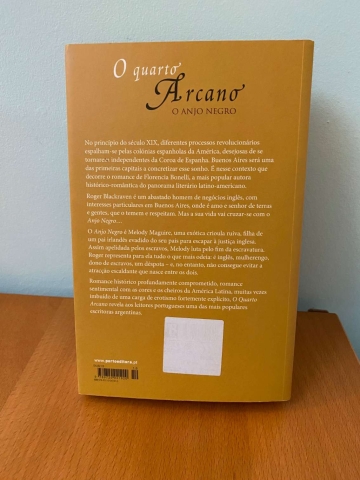 O quarto
Arcano
O ANJO NEGRO
No princípio do século XIX, diferentes processos revolucionários
espalham-se pelas colónias espanholas da América, desejosas de se
tornarem independentes da Coroa de Espanha. Buenos Aires será uma
das primeiras capitais a concretizar esse sonho. É nesse contexto que
decorre o romance de Florencia Bonelli, a mais popular autora
histórico-romântica do panorama literário latino-americano.
Roger Blackraven é um abastado homem de negócios inglês, com
interesses particulares em Buenos Aires, onde é amo e senhor de terras
e gentes, que o temem e respeitam. Mas a sua vida vai cruzar-se com o
Anjo Negro...
O Anjo Negro é Melody Maguire, uma exótica crioula ruiva, filha de
um pai irlandês evadido do seu país para escapar à justiça inglesa.
Assim apelidada pelos escravos, Melody luta pelo fim da escravatura.
Roger representa para ela tudo o que mais odeia: é inglês, mulherengo,
dono de escravos, um déspota – e, no entanto, não consegue evitar a
atracção escaldante que nasce entre os dois.
Romance histórico profundamente comprometido, romance
sentimental com as cores e os cheiros da América Latina, muitas vezes
imbuído de uma carga de erotismo fortemente explícito, O Quarto
Arcano revela aos leitores portugueses uma das mais populares
escritoras argentinas.
www.portoeditora.pt